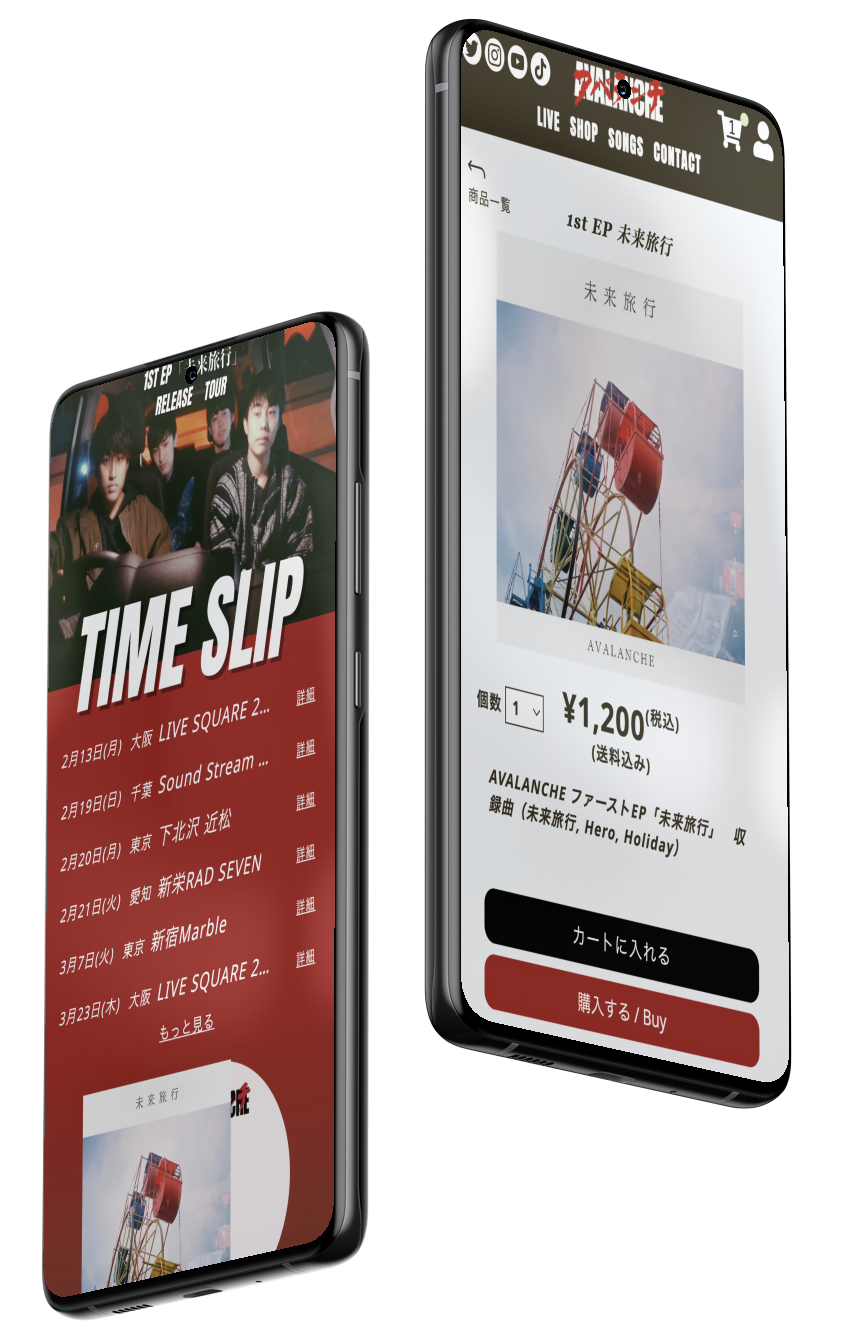 1ST EP「未来旅行」
RELEASE TOUR
TIME SLIP
2月13日(月) 大阪 LIVE SQUARE 2... 詳細
2月19日(日) 千葉 Sound Stream ... 詳細
2月20日(月) 東京 下北沢 近松 詳細
2月21日(火) 愛知 新栄RAD SEVEN 詳細
3月7日(火) 東京 新宿Marble 詳細
3月23日(木) 大阪 LIVE SQUARE 2... 詳細
もっと見る
未来旅行
CHE
AVALANCHE
アバランチ
LIVE SHOP SONGS CONTACT
1
商品一覧
1st EP 未来旅行
未来旅行
AVALANCHE
個数 1 ¥1,200(税込)
(送料込み)
AVALANCHE ファーストEP「未来旅行」 収
録曲（未来旅行, Hero, Holiday）
カートに入れる
購入する / Buy